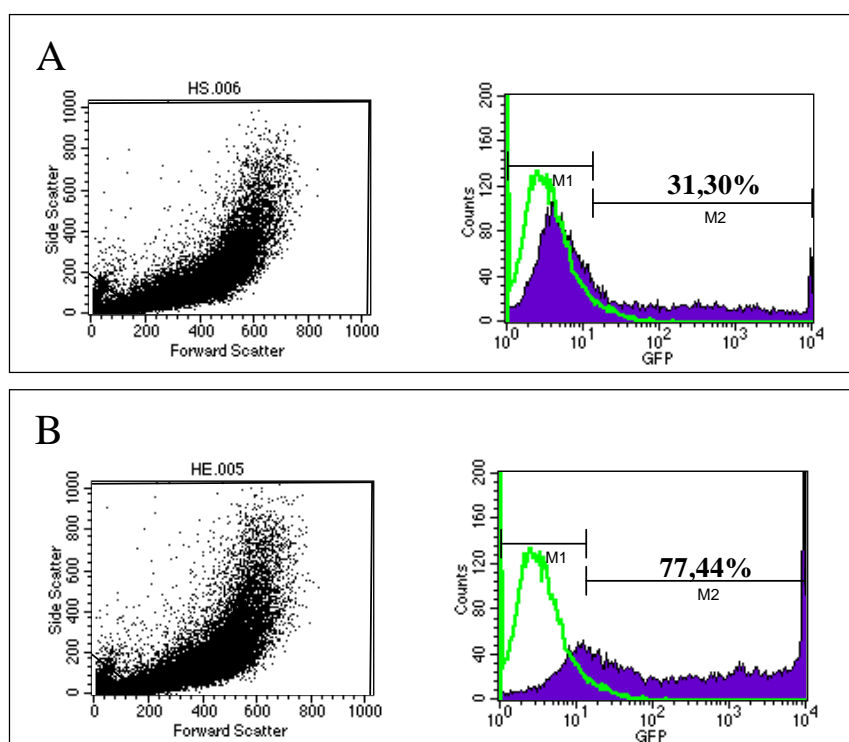 A
HS.006
Side Scatter
0 200 400 600 800 1000
0 200 400 600 800 1000
Forward Scatter
Counts
0 40 80 120 160 200
M1
31,30%
M2
10^0 10^1 10^2 10^3 10^4
GFP
B
HE.005
Side Scatter
0 200 400 600 800 1000
0 200 400 600 800 1000
Forward Scatter
Counts
0 40 80 120 160 200
M1
77,44%
M2
10^0 10^1 10^2 10^3 10^4
GFP